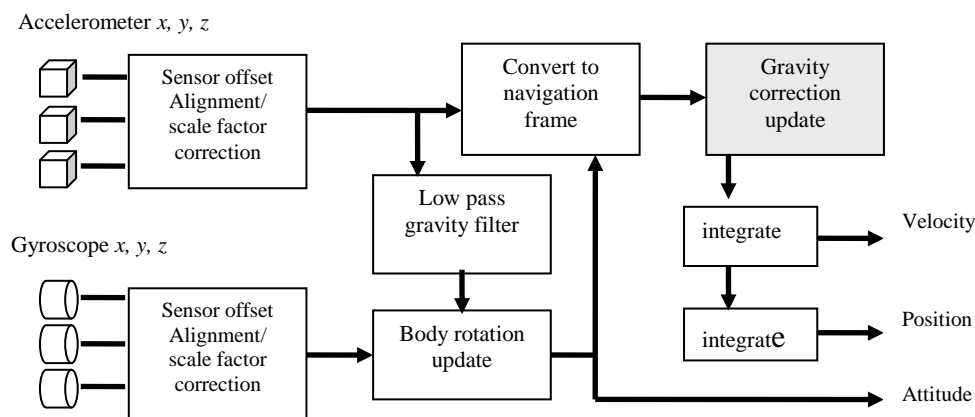 Accelerometer x, y, z
Sensor offset
Alignment/
scale factor
correction
Convert to
navigation
frame
Gravity
correction
update
Low pass
gravity filter
integrate
Velocity
Gyroscope x, y, z
Sensor offset
Alignment/
scale factor
correction
Body rotation
update
integrate
Position
Attitude